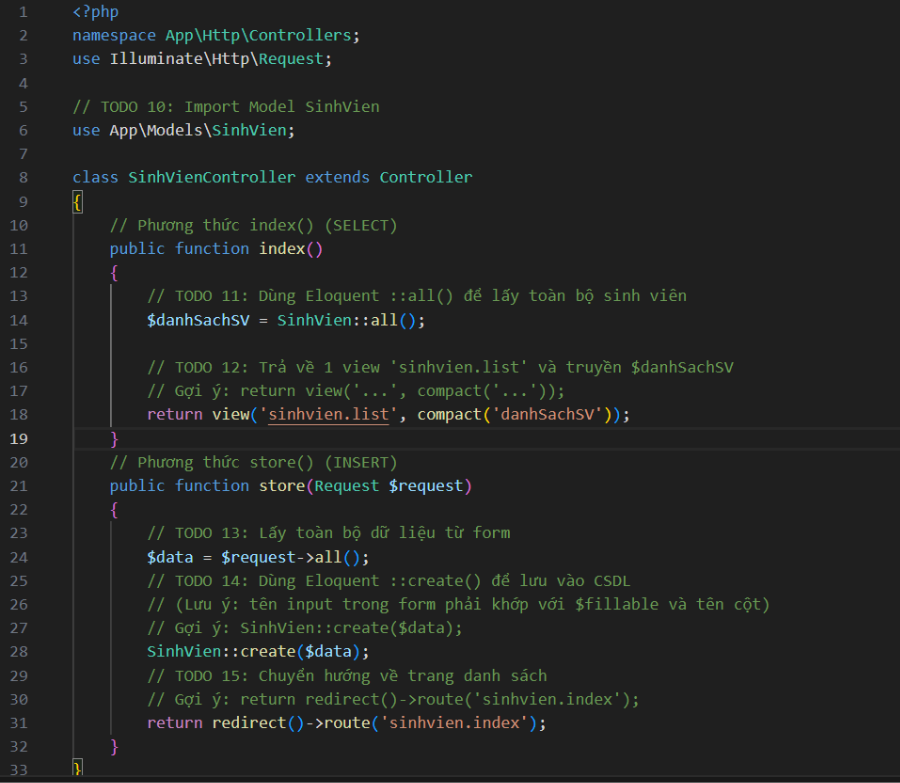 1 <?php
2 namespace App\Http\Controllers;
3 use Illuminate\Http\Request;
4
5 // TODO 10: Import Model SinhVien
6 use App\Models\SinhVien;
7
8 class SinhVienController extends Controller
9 {
10 // Phương thức index() (SELECT)
11 public function index()
12 {
13 // TODO 11: Dùng Eloquent ::all() để lấy toàn bộ sinh viên
14 $danhSachSV = SinhVien::all();
15
16 // TODO 12: Trả về 1 view 'sinhvien.list' và truyền $danhSachSV
17 // Gợi ý: return view('...', compact('...'));
18 return view('sinhvien.list', compact('danhSachSV'));
19 }
20 // Phương thức store() (INSERT)
21 public function store(Request $request)
22 {
23 // TODO 13: Lấy toàn bộ dữ liệu từ form
24 $data = $request->all();
25 // TODO 14: Dùng Eloquent ::create() để lưu vào CSDL
26 // (Lưu ý: tên input trong form phải khớp với $fillable và tên cột)
27 // Gợi ý: SinhVien::create($data);
28 SinhVien::create($data);
29 // TODO 15: Chuyển hướng về trang danh sách
30 // Gợi ý: return redirect()->route('sinhvien.index');
31 return redirect()->route('sinhvien.index');
32 }
33 }